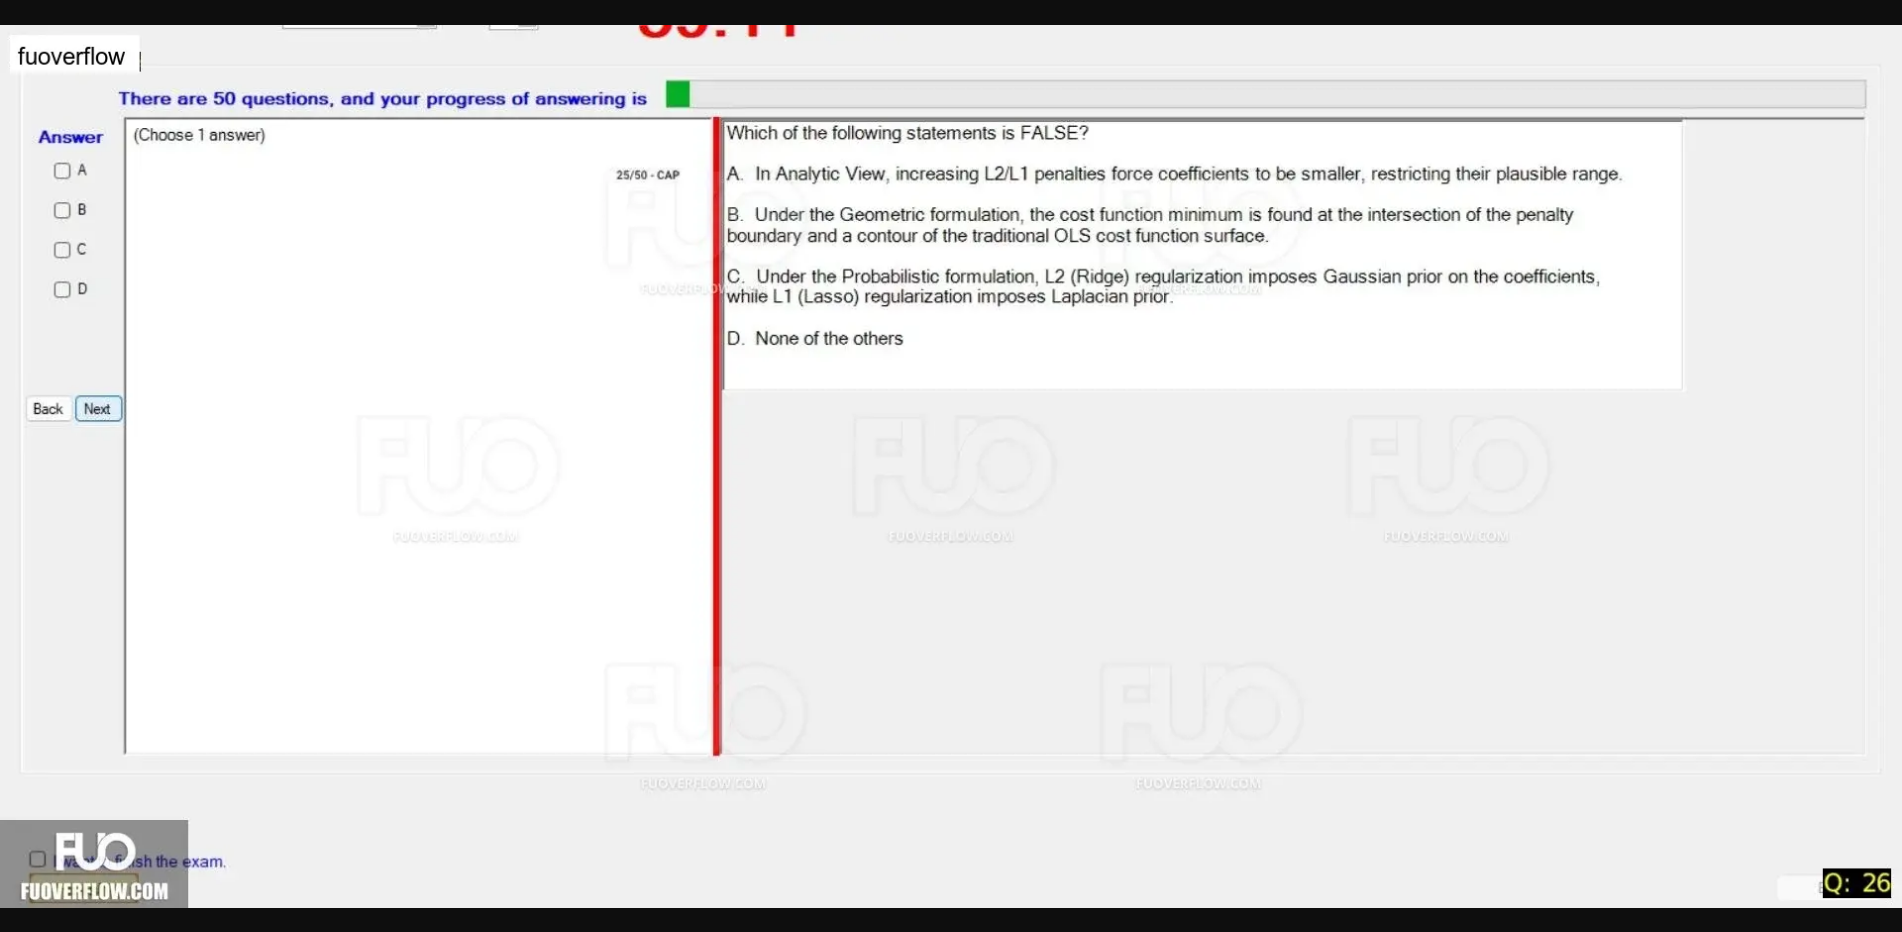 fuoverflow
There are 50 questions, and your progress of answering is
Answer
(Choose 1 answer)
A
B
C
D
25/50 - CAP
Back
Next
Which of the following statements is FALSE?
A. In Analytic View, increasing L2/L1 penalties force coefficients to be smaller, restricting their plausible range.
B. Under the Geometric formulation, the cost function minimum is found at the intersection of the penalty
boundary and a contour of the traditional OLS cost function surface.
C. Under the Probabilistic formulation, L2 (Ridge) regularization imposes Gaussian prior on the coefficients,
while L1 (Lasso) regularization imposes Laplacian prior.
D. None of the others
FUO
FUOVERFLOW.COM
FUO
FUOVERFLOW.COM
FUO
FUOVERFLOW.COM
FUO
FUOVERFLOW.COM
FUO
FUOVERFLOW.COM
FUO
FUOVERFLOW.COM
FUO
FUOVERFLOW.COM
FUO
FUOVERFLOW.COM
the exam.
Q: 26